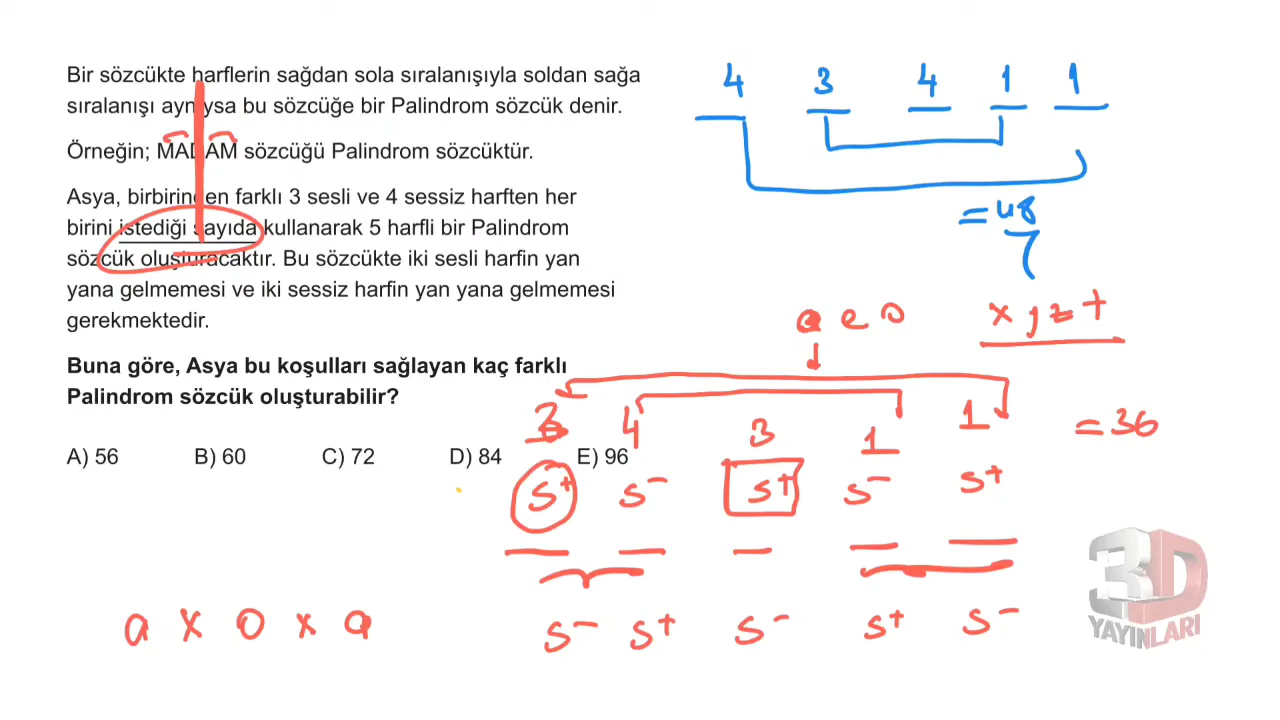 Bir sözcükte harflerin sağdan sola sıralanışıyla soldan sağa
sıralanışı aynıysa bu sözcüğe bir Palindrom sözcük denir.
Örneğin; MADAM sözcüğü Palindrom sözcüktür.
Asya, birbirinden farklı 3 sesli ve 4 sessiz harften her
birini istediği sayıda kullanarak 5 harfli bir Palindrom
sözcük oluşturacaktır. Bu sözcükte iki sesli harfin yan
yana gelmemesi ve iki sessiz harfin yan yana gelmemesi
gerekmektedir.
Buna göre, Asya bu koşulları sağlayan kaç farklı
Palindrom sözcük oluşturabilir?
A) 56 B) 60 C) 72 D) 84 E) 96
4 3 4 1 1
= 48
a e o x y z t
3 4 3 1 1 = 36
s+ s- s+ s- s+
s- s+ s- s+ s-
a x o x a
3D
YAYINLARI